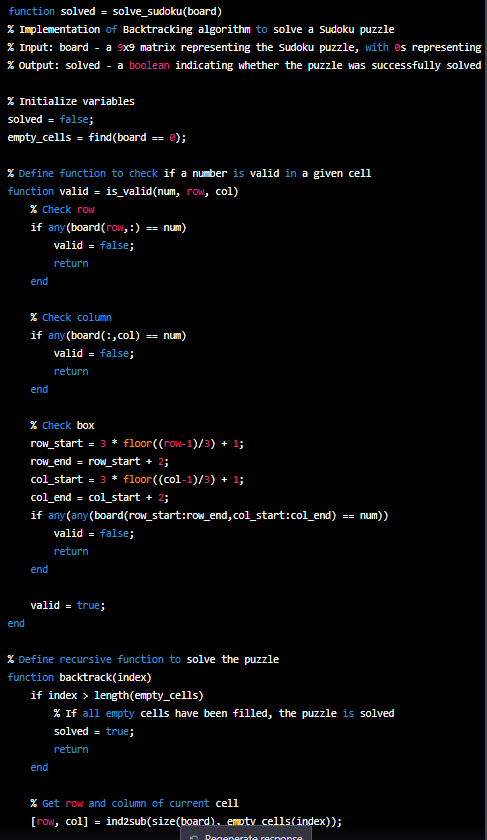 function solved = solve_sudoku(board)
% Implementation of Backtracking algorithm to solve a Sudoku puzzle
% Input: board - a 9x9 matrix representing the Sudoku puzzle, with 0s representing
% Output: solved - a boolean indicating whether the puzzle was successfully solved
% Initialize variables
solved = false;
empty_cells = find(board == 0);
% Define function to check if a number is valid in a given cell
function valid = is_valid(num, row, col)
% Check row
if any(board(row,:) == num)
valid = false;
return
end
% Check column
if any(board(:,col) == num)
valid = false;
return
end
% Check box
row_start = 3 * floor((row-1)/3) + 1;
row_end = row_start + 2;
col_start = 3 * floor((col-1)/3) + 1;
col_end = col_start + 2;
if any(any(board(row_start:row_end,col_start:col_end) == num))
valid = false;
return
end
valid = true;
end
% Define recursive function to solve the puzzle
function backtrack(index)
if index > length(empty_cells)
% If all empty cells have been filled, the puzzle is solved
solved = true;
return
end
% Get row and column of current cell
[row, col] = ind2sub(size(board), empty_cells(index));
Regenerate response